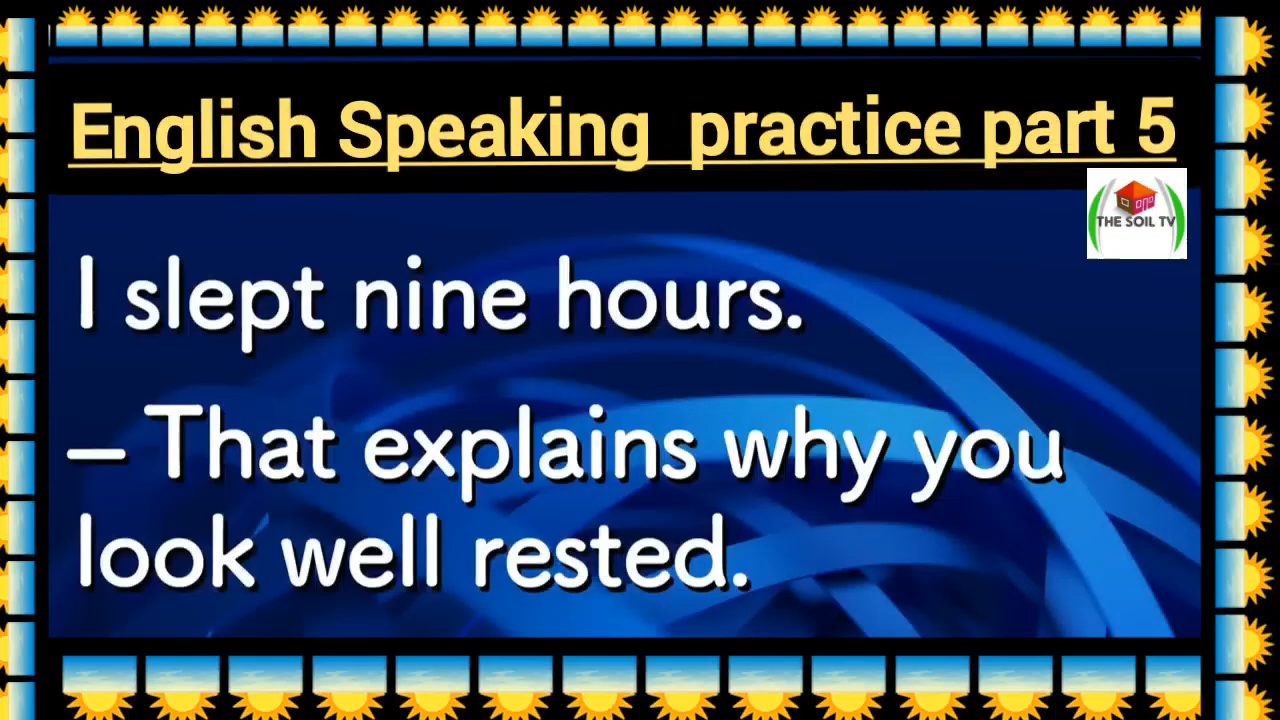 English Speaking practice part 5
THE SOIL TV
I slept nine hours.
– That explains why you
look well rested.